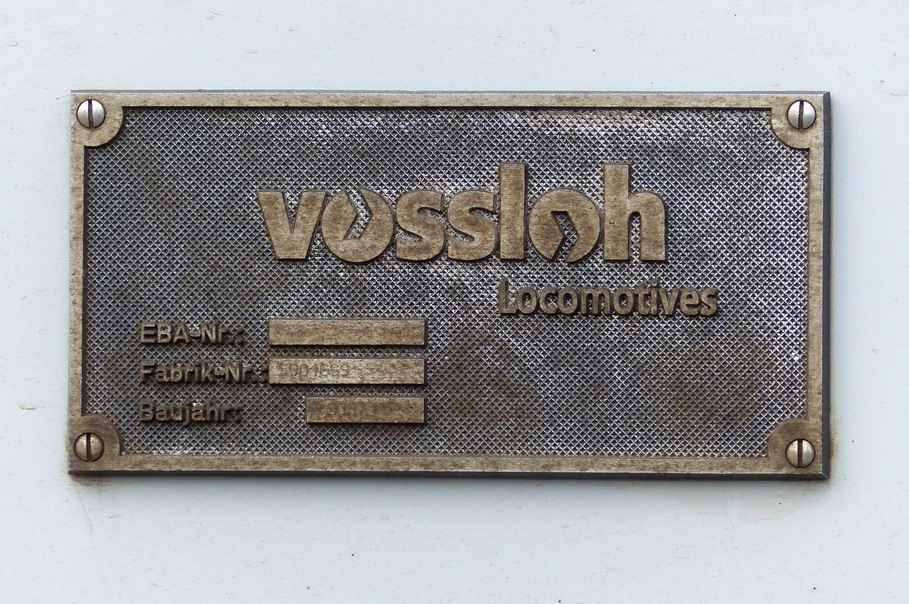 vossloh
Locomotives
EBA-Nr.:
Fabrik-Nr.:
Baujahr: